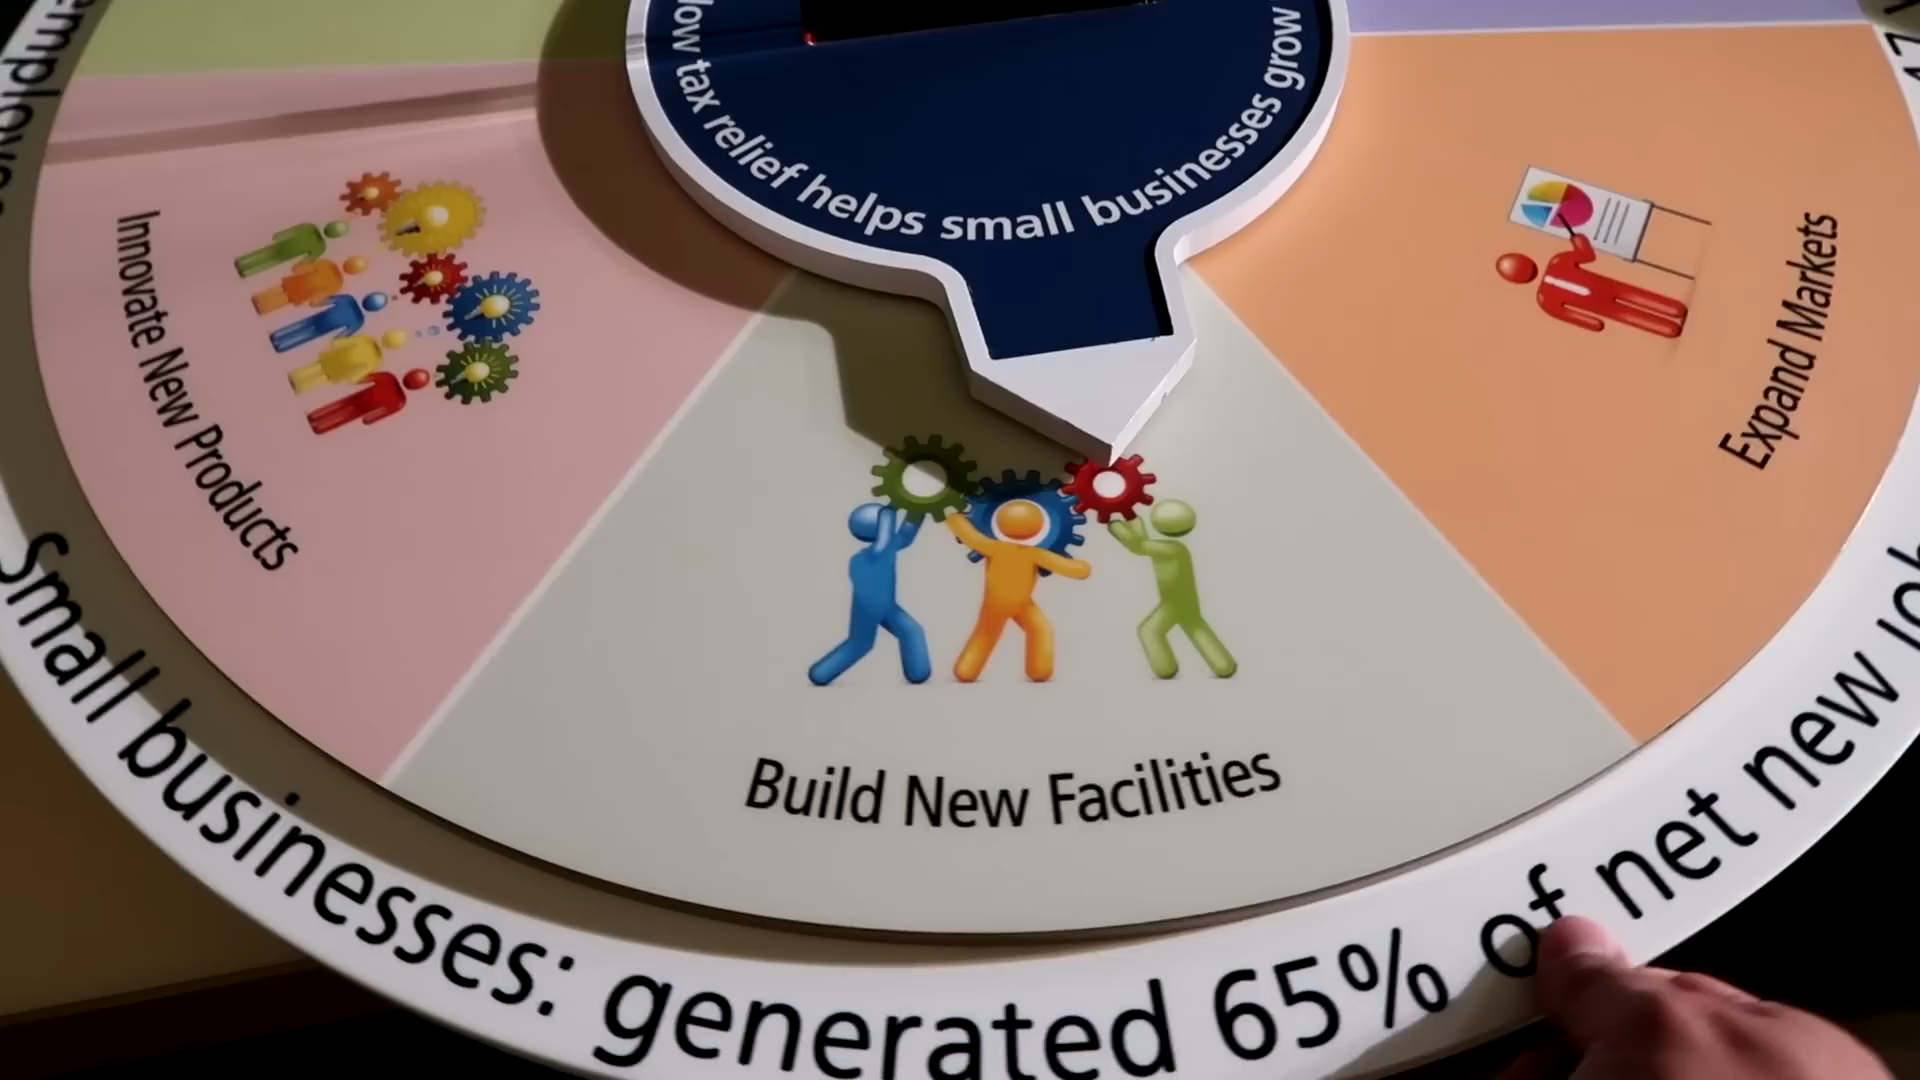 low tax relief helps small businesses grow
Innovate New Products
Build New Facilities
Expand Markets
Small businesses: generated 65% of net new